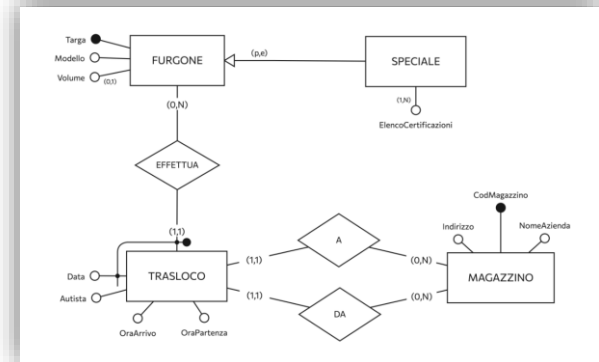 Targa
Modello
Volume
(0,1)
FURGONE
(p,e)
SPECIALE
(1,N)
ElencoCertificazioni
(0,N)
EFFETTUA
(1,1)
CodMagazzino
Indirizzo
NomeAzienda
A
(1,1)
(0,N)
Data
TRASLOCO
MAGAZZINO
Autista
(1,1)
(0,N)
DA
OraArrivo
OraPartenza